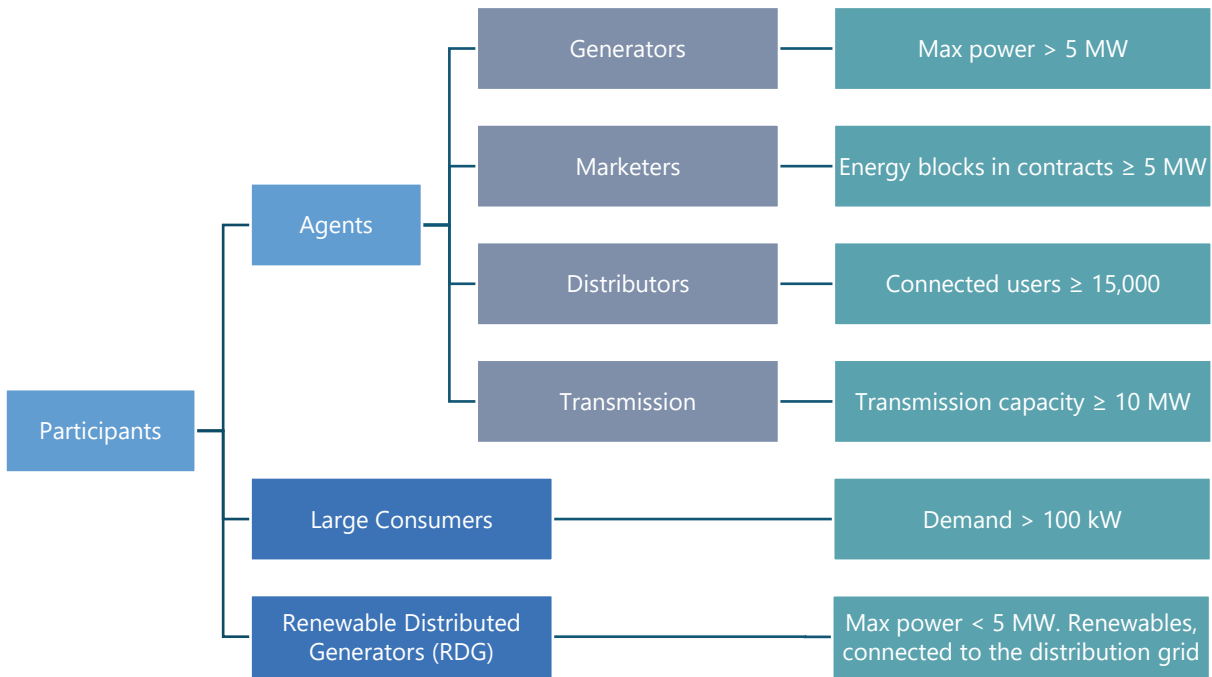 Participants
Agents
Generators
Max power > 5 MW
Marketers
Energy blocks in contracts ≥ 5 MW
Distributors
Connected users ≥ 15,000
Transmission
Transmission capacity ≥ 10 MW
Large Consumers
Demand > 100 kW
Renewable Distributed
Generators (RDG)
Max power < 5 MW. Renewables,
connected to the distribution grid